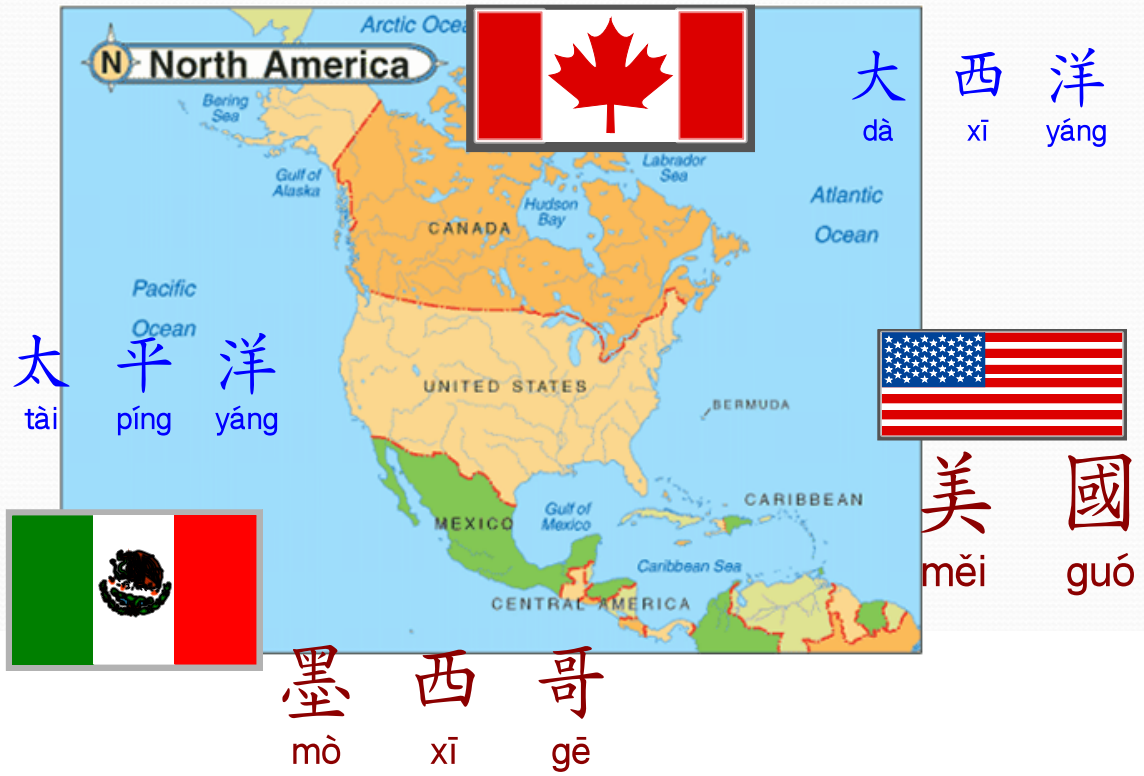 Arctic Ocea
North America
N
大 西 洋
dà xī yáng
Bering
Sea
Gulf of
Alaska
Labrador
Sea
Hudson
Bay
Atlantic
Ocean
CANADA
Pacific
Ocean
太 平 洋
tài píng yáng
UNITED STATES
BERMUDA
美 國
měi guó
MEXICO
Gulf of
Mexico
CARIBBEAN
Caribbean Sea
CENTRAL AMERICA
墨 西 哥
mò xī gē